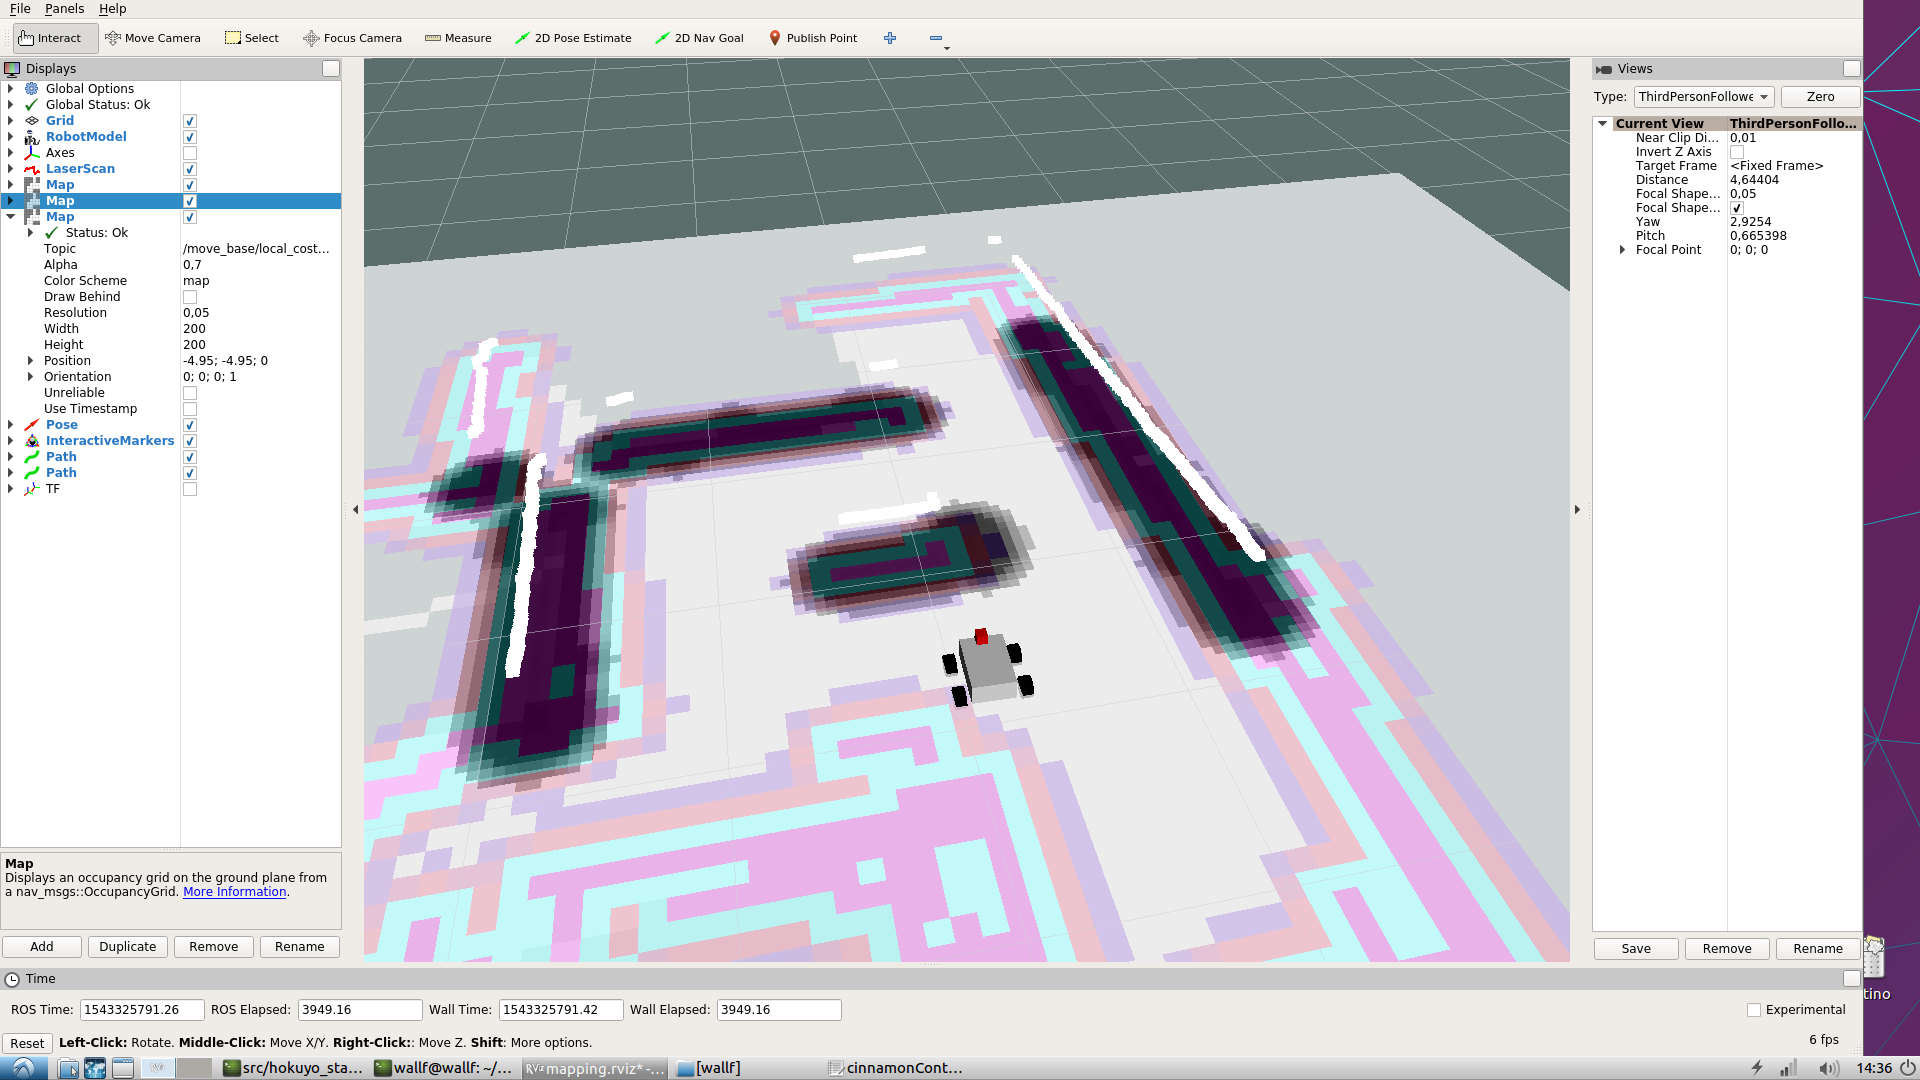 File Panels Help
Interact Move Camera Select Focus Camera Measure 2D Pose Estimate 2D Nav Goal Publish Point
Displays
Global Options
Global Status: Ok
Grid
RobotModel
Axes
LaserScan
Map
Map
Map
Status: Ok
Topic /move_base/local_cost...
Alpha 0,7
Color Scheme map
Draw Behind
Resolution 0,05
Width 200
Height 200
Position -4.95; -4.95; 0
Orientation 0; 0; 0; 1
Unreliable
Use Timestamp
Pose
InteractiveMarkers
Path
Path
TF
Map
Displays an occupancy grid on the ground plane from
a nav_msgs::OccupancyGrid. More Information.
Add Duplicate Remove Rename
Views
Type: ThirdPersonFollowe Zero
Current View ThirdPersonFollo...
Near Clip Di... 0,01
Invert Z Axis
Target Frame <Fixed Frame>
Distance 4,64404
Focal Shape... 0,05
Focal Shape...
Yaw 2,9254
Pitch 0,665398
Focal Point 0; 0; 0
Save Remove Rename
tino
Time
ROS Time: 1543325791.26 ROS Elapsed: 3949.16 Wall Time: 1543325791.42 Wall Elapsed: 3949.16 Experimental
Reset Left-Click: Rotate. Middle-Click: Move X/Y. Right-Click:: Move Z. Shift: More options. 6 fps
src/hokuyo_sta... wallf@wallf: ~/... RViz mapping.rviz* -... [wallf] cinnamonCont... 14:36